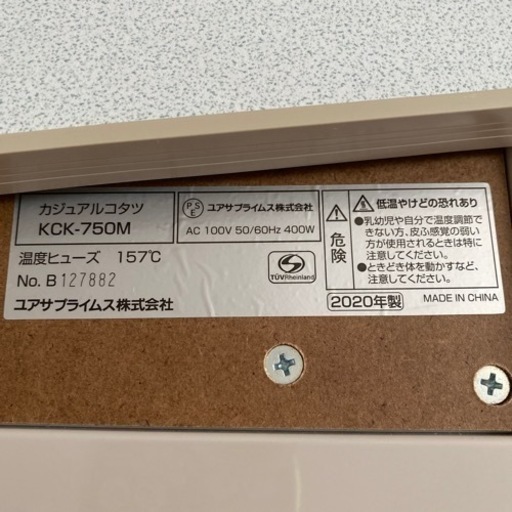 カジュアルコタツ
KCK-750M
PSE ユアサプライムス株式会社
AC 100V 50/60Hz 400W
温度ヒューズ 157℃
No. B 127882
ユアサプライムス株式会社
TÜVRheinland
2020年製 MADE IN CHINA
危険
低温やけどの恐れあり
●乳幼児や自分で温度調節で
きない方、皮ふ感覚の弱い
方が使用されるときは特に
注意してください。
●ときどき体を動かすなど、
注意してください。